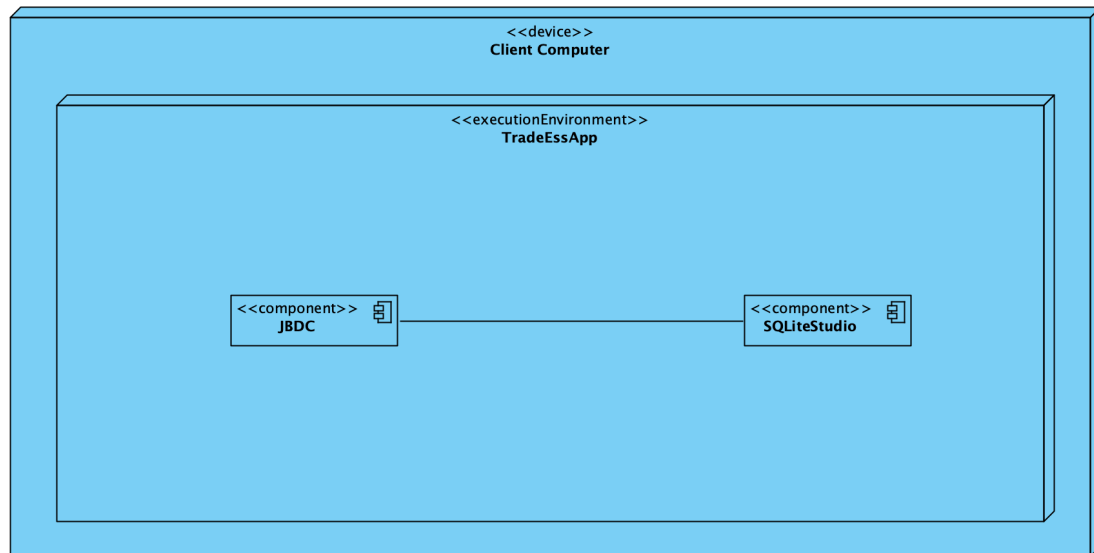 <<device>>
Client Computer
<<executionEnvironment>>
TradeEssApp
<<component>>
JBDC
<<component>>
SQLiteStudio